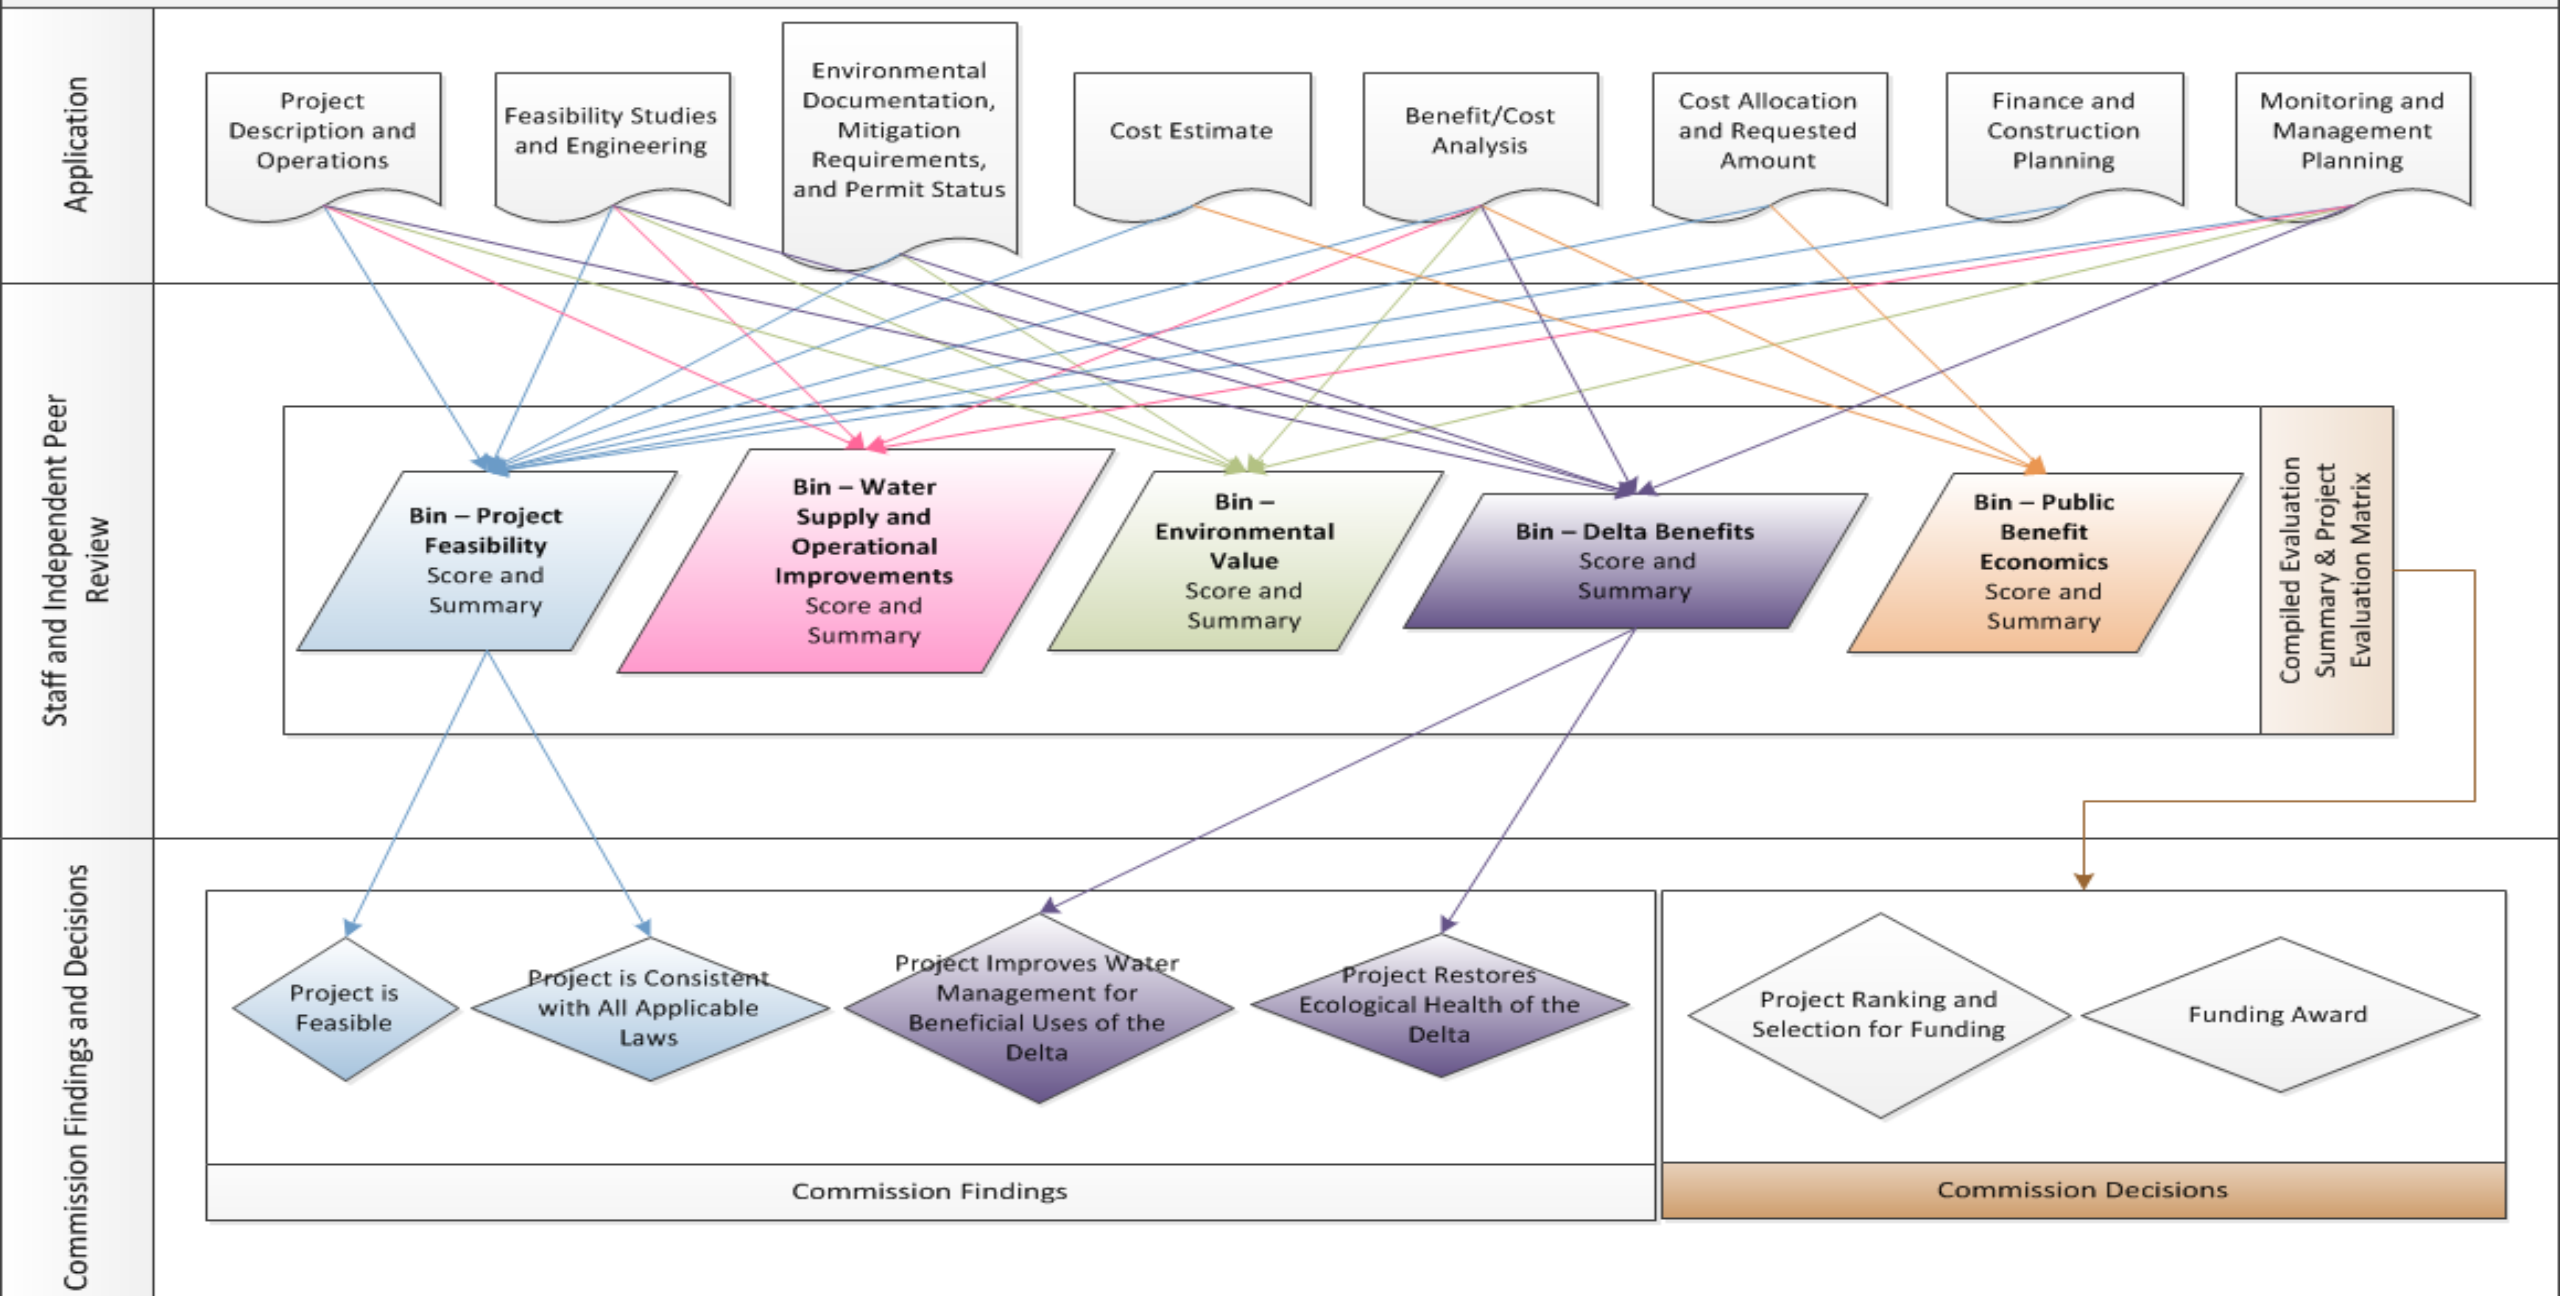 Application
Project
Description and
Operations
Feasibility Studies
and Engineering
Environmental
Documentation,
Mitigation
Requirements,
and Permit Status
Cost Estimate
Benefit/Cost
Analysis
Cost Allocation
and Requested
Amount
Finance and
Construction
Planning
Monitoring and
Management
Planning
Staff and Independent Peer
Review
Bin – Project
Feasibility
Score and
Summary
Bin – Water
Supply and
Operational
Improvements
Score and
Summary
Bin –
Environmental
Value
Score and
Summary
Bin – Delta Benefits
Score and
Summary
Bin – Public
Benefit
Economics
Score and
Summary
Compiled Evaluation
Summary & Project
Evaluation Matrix
Commission Findings and Decisions
Project is
Feasible
Project is Consistent
with All Applicable
Laws
Project Improves Water
Management for
Beneficial Uses of the
Delta
Project Restores
Ecological Health of the
Delta
Project Ranking and
Selection for Funding
Funding Award
Commission Findings
Commission Decisions